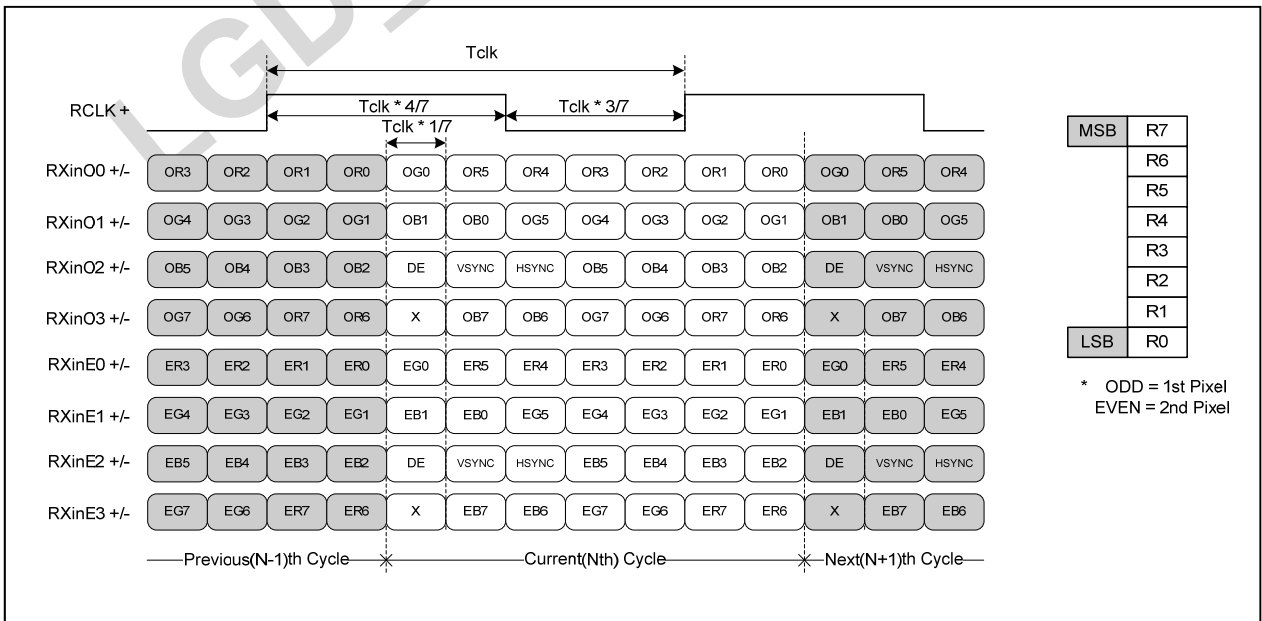 LGD
Tclk
RCLK +
Tclk * 4/7
Tclk * 3/7
Tclk * 1/7
RXinO0 +/- OR3 OR2 OR1 OR0 OG0 OR5 OR4 OR3 OR2 OR1 OR0 OG0 OR5 OR4
RXinO1 +/- OG4 OG3 OG2 OG1 OB1 OB0 OG5 OG4 OG3 OG2 OG1 OB1 OB0 OG5
RXinO2 +/- OB5 OB4 OB3 OB2 DE VSYNC HSYNC OB5 OB4 OB3 OB2 DE VSYNC HSYNC
RXinO3 +/- OG7 OG6 OR7 OR6 X OB7 OB6 OG7 OG6 OR7 OR6 X OB7 OB6
RXinE0 +/- ER3 ER2 ER1 ER0 EG0 ER5 ER4 ER3 ER2 ER1 ER0 EG0 ER5 ER4
RXinE1 +/- EG4 EG3 EG2 EG1 EB1 EB0 EG5 EG4 EG3 EG2 EG1 EB1 EB0 EG5
RXinE2 +/- EB5 EB4 EB3 EB2 DE VSYNC HSYNC EB5 EB4 EB3 EB2 DE VSYNC HSYNC
RXinE3 +/- EG7 EG6 ER7 ER6 X EB7 EB6 EG7 EG6 ER7 ER6 X EB7 EB6
Previous(N-1)th Cycle Current(Nth) Cycle Next(N+1)th Cycle
MSB R7
R6
R5
R4
R3
R2
R1
LSB R0
* ODD = 1st Pixel
EVEN = 2nd Pixel